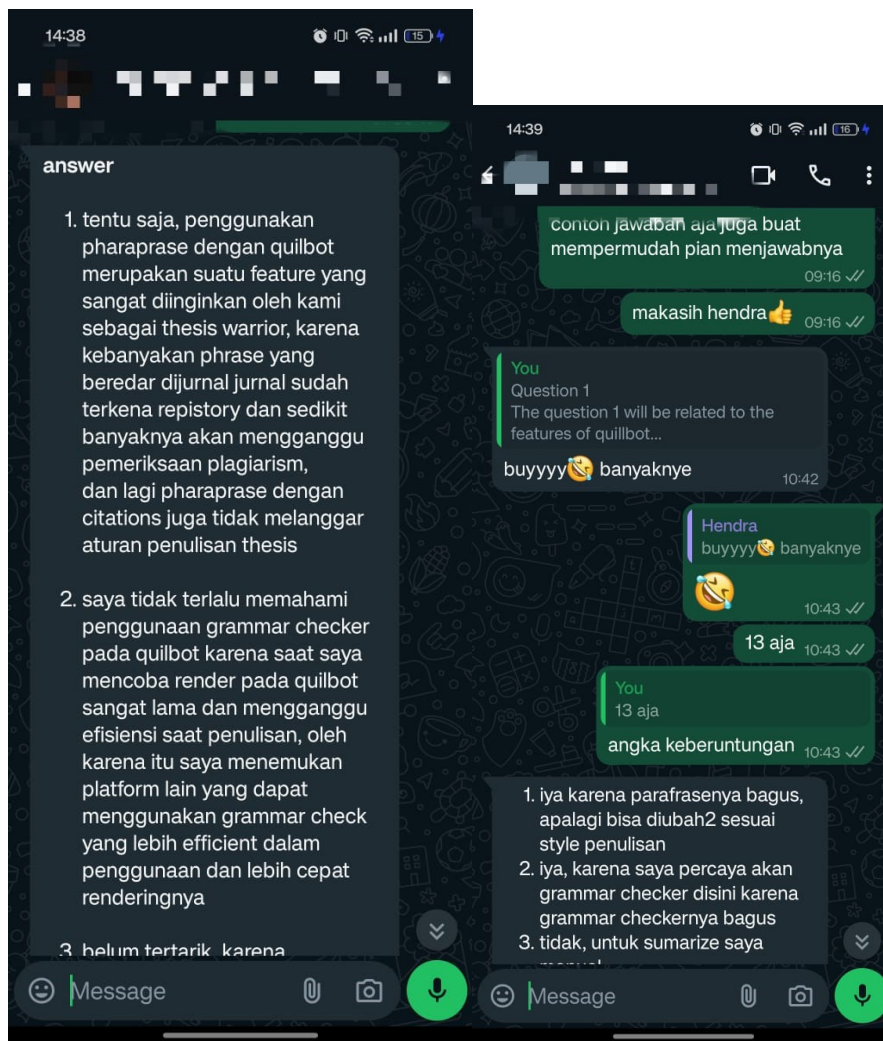 14:38
15
answer
1. tentu saja, penggunakan
pharaprase dengan quilbot
merupakan suatu feature yang
sangat diinginkan oleh kami
sebagai thesis warrior, karena
kebanyakan phrase yang
beredar dijurnal jurnal sudah
terkena repistory dan sedikit
banyaknya akan mengganggu
pemeriksaan plagiarism,
dan lagi pharaprase dengan
citations juga tidak melanggar
aturan penulisan thesis
2. saya tidak terlalu memahami
penggunaan grammar checker
pada quilbot karena saat saya
mencoba render pada quilbot
sangat lama dan mengganggu
efisiensi saat penulisan, oleh
karena itu saya menemukan
platform lain yang dapat
menggunakan grammar check
yang lebih efficient dalam
penggunaan dan lebih cepat
renderingnya
3. belum tertarik, karena
Message
14:39
16
contoh jawaban aja juga buat
mempermudah pian menjawabnya
09:16
makasih hendra👍 09:16
You
Question 1
The question 1 will be related to the
features of quillbot...
buyyyy🤣 banyaknye
10:42
Hendra
buyyyy🤣 banyaknye
🤣
10:43
13 aja 10:43
You
13 aja
angka keberuntungan 10:43
1. iya karena parafrasenya bagus,
apalagi bisa diubah2 sesuai
style penulisan
2. iya, karena saya percaya akan
grammar checker disini karena
grammar checkernya bagus
3. tidak, untuk sumarize saya
Message